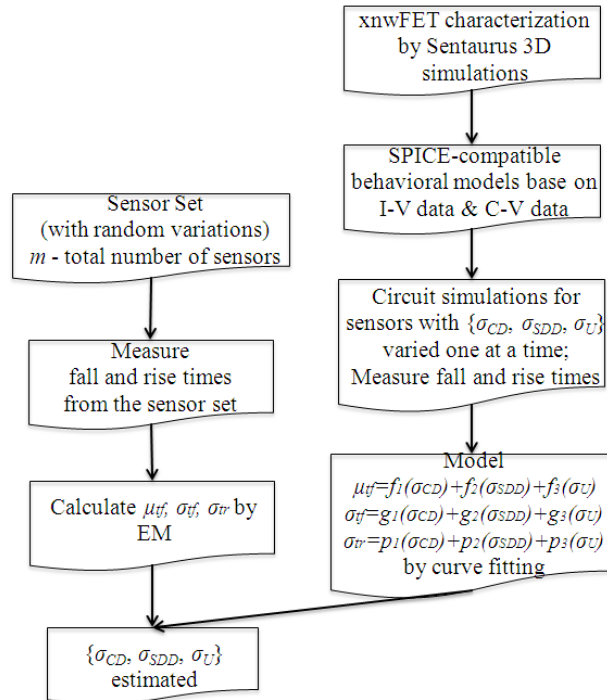 xnwFET characterization
by Sentaurus 3D
simulations
SPICE-compatible
behavioral models base on
I-V data & C-V data
Sensor Set
(with random variations)
m - total number of sensors
Circuit simulations for
sensors with {σCD, σSDD, σU}
varied one at a time;
Measure fall and rise times
Measure
fall and rise times
from the sensor set
Model
μtf=f1(σCD)+f2(σSDD)+f3(σU)
σtf=g1(σCD)+g2(σSDD)+g3(σU)
σtr=p1(σCD)+p2(σSDD)+p3(σU)
by curve fitting
Calculate μtf, σtf, σtr by
EM
{σCD, σSDD, σU}
estimated